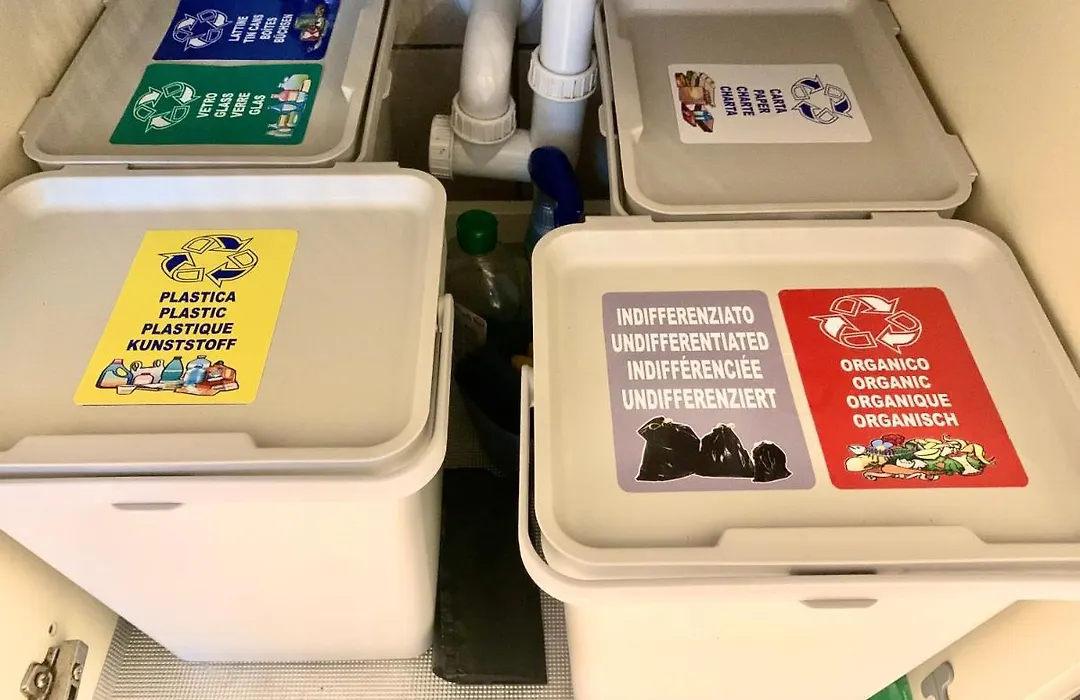 LATTINE
TIN CANS
BOITES
BÜCHSEN
VETRO
GLASS
VERRE
GLAS
CARTA
PAPER
CHARTE
CHARTA
PLASTICA
PLASTIC
PLASTIQUE
KUNSTSTOFF
INDIFFERENZIATO
UNDIFFERENTIATED
INDIFFÉRENCIÉE
UNDIFFERENZIERT
ORGANICO
ORGANIC
ORGANIQUE
ORGANISCH